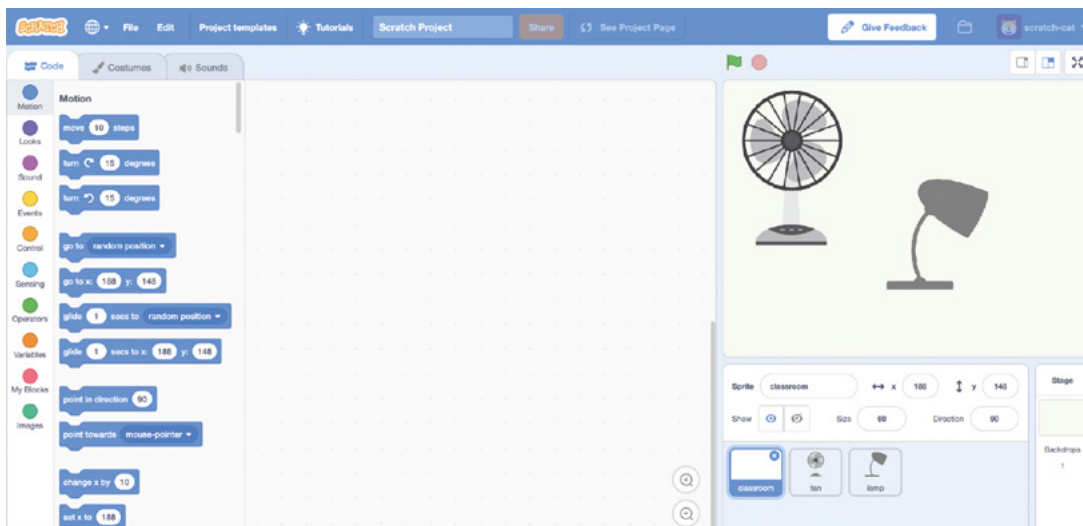 SCRATCH File Edit Project templates Tutorials Scratch Project Share See Project Page Give Feedback scratch-cat
Code Costumes Sounds
Motion
Looks
Sound
Events
Control
Sensing
Operators
Variables
My Blocks
Images
Motion
move 10 steps
turn 15 degrees
turn 15 degrees
go to random position
go to x: 188 y: 148
glide 1 secs to random position
glide 1 secs to x: 188 y: 148
point in direction 90
point towards mouse-pointer
change x by 10
set x to 188
Sprite classroom x 188 y 148
Show Size 60 Direction 90
classroom fan lamp
Stage
Backdrops
1